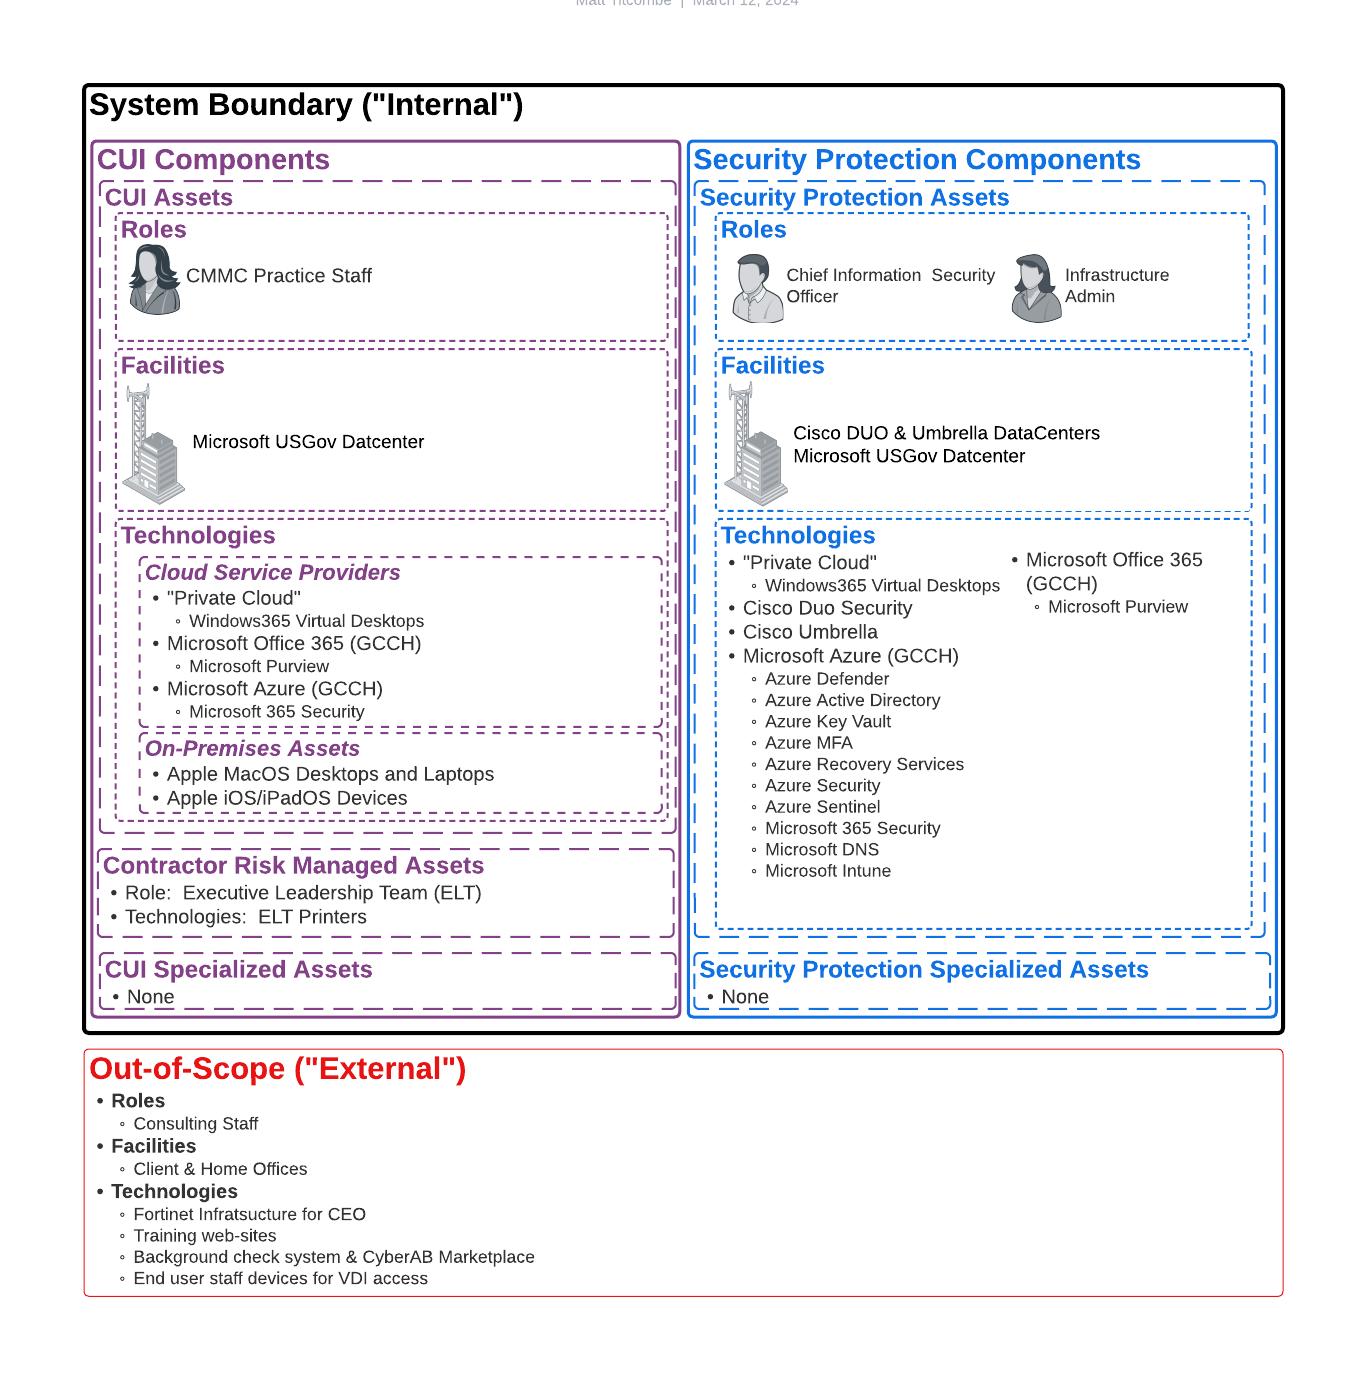 Matt Titcombe | March 12, 2024
System Boundary ("Internal")
CUI Components
CUI Assets
Roles
CMMC Practice Staff
Facilities
Microsoft USGov Datcenter
Technologies
Cloud Service Providers
• "Private Cloud"
◦ Windows365 Virtual Desktops
• Microsoft Office 365 (GCCH)
◦ Microsoft Purview
• Microsoft Azure (GCCH)
◦ Microsoft 365 Security
On-Premises Assets
• Apple MacOS Desktops and Laptops
• Apple iOS/iPadOS Devices
Contractor Risk Managed Assets
• Role: Executive Leadership Team (ELT)
• Technologies: ELT Printers
CUI Specialized Assets
• None
Security Protection Components
Security Protection Assets
Roles
Chief Information Security
Officer
Infrastructure
Admin
Facilities
Cisco DUO & Umbrella DataCenters
Microsoft USGov Datcenter
Technologies
• "Private Cloud"
◦ Windows365 Virtual Desktops
• Cisco Duo Security
• Cisco Umbrella
• Microsoft Azure (GCCH)
◦ Azure Defender
◦ Azure Active Directory
◦ Azure Key Vault
◦ Azure MFA
◦ Azure Recovery Services
◦ Azure Security
◦ Azure Sentinel
◦ Microsoft 365 Security
◦ Microsoft DNS
◦ Microsoft Intune
• Microsoft Office 365
(GCCH)
◦ Microsoft Purview
Security Protection Specialized Assets
• None
Out-of-Scope ("External")
• Roles
◦ Consulting Staff
• Facilities
◦ Client & Home Offices
• Technologies
◦ Fortinet Infratsucture for CEO
◦ Training web-sites
◦ Background check system & CyberAB Marketplace
◦ End user staff devices for VDI access